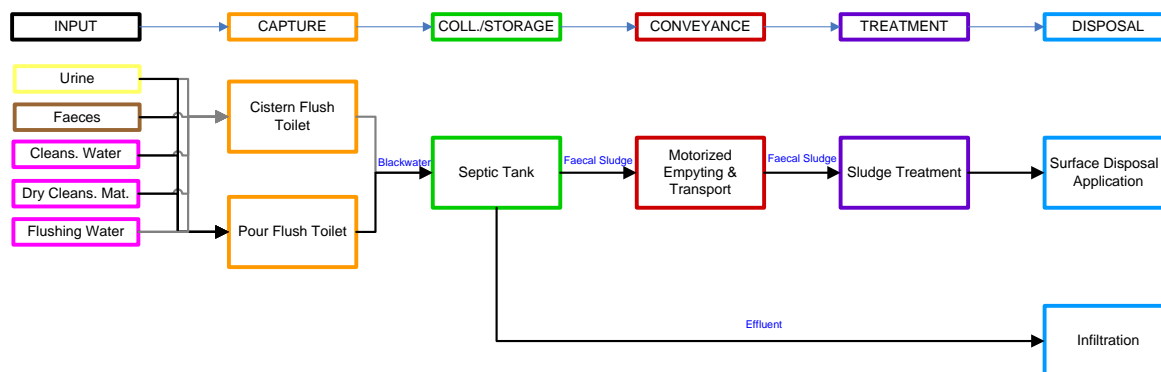 INPUT
CAPTURE
COLL./STORAGE
CONVEYANCE
TREATMENT
DISPOSAL
Urine
Faeces
Cleans. Water
Dry Cleans. Mat.
Flushing Water
Cistern Flush
Toilet
Pour Flush Toilet
Blackwater
Septic Tank
Faecal Sludge
Motorized
Empyting &
Transport
Faecal Sludge
Sludge Treatment
Surface Disposal
Application
Effluent
Infiltration